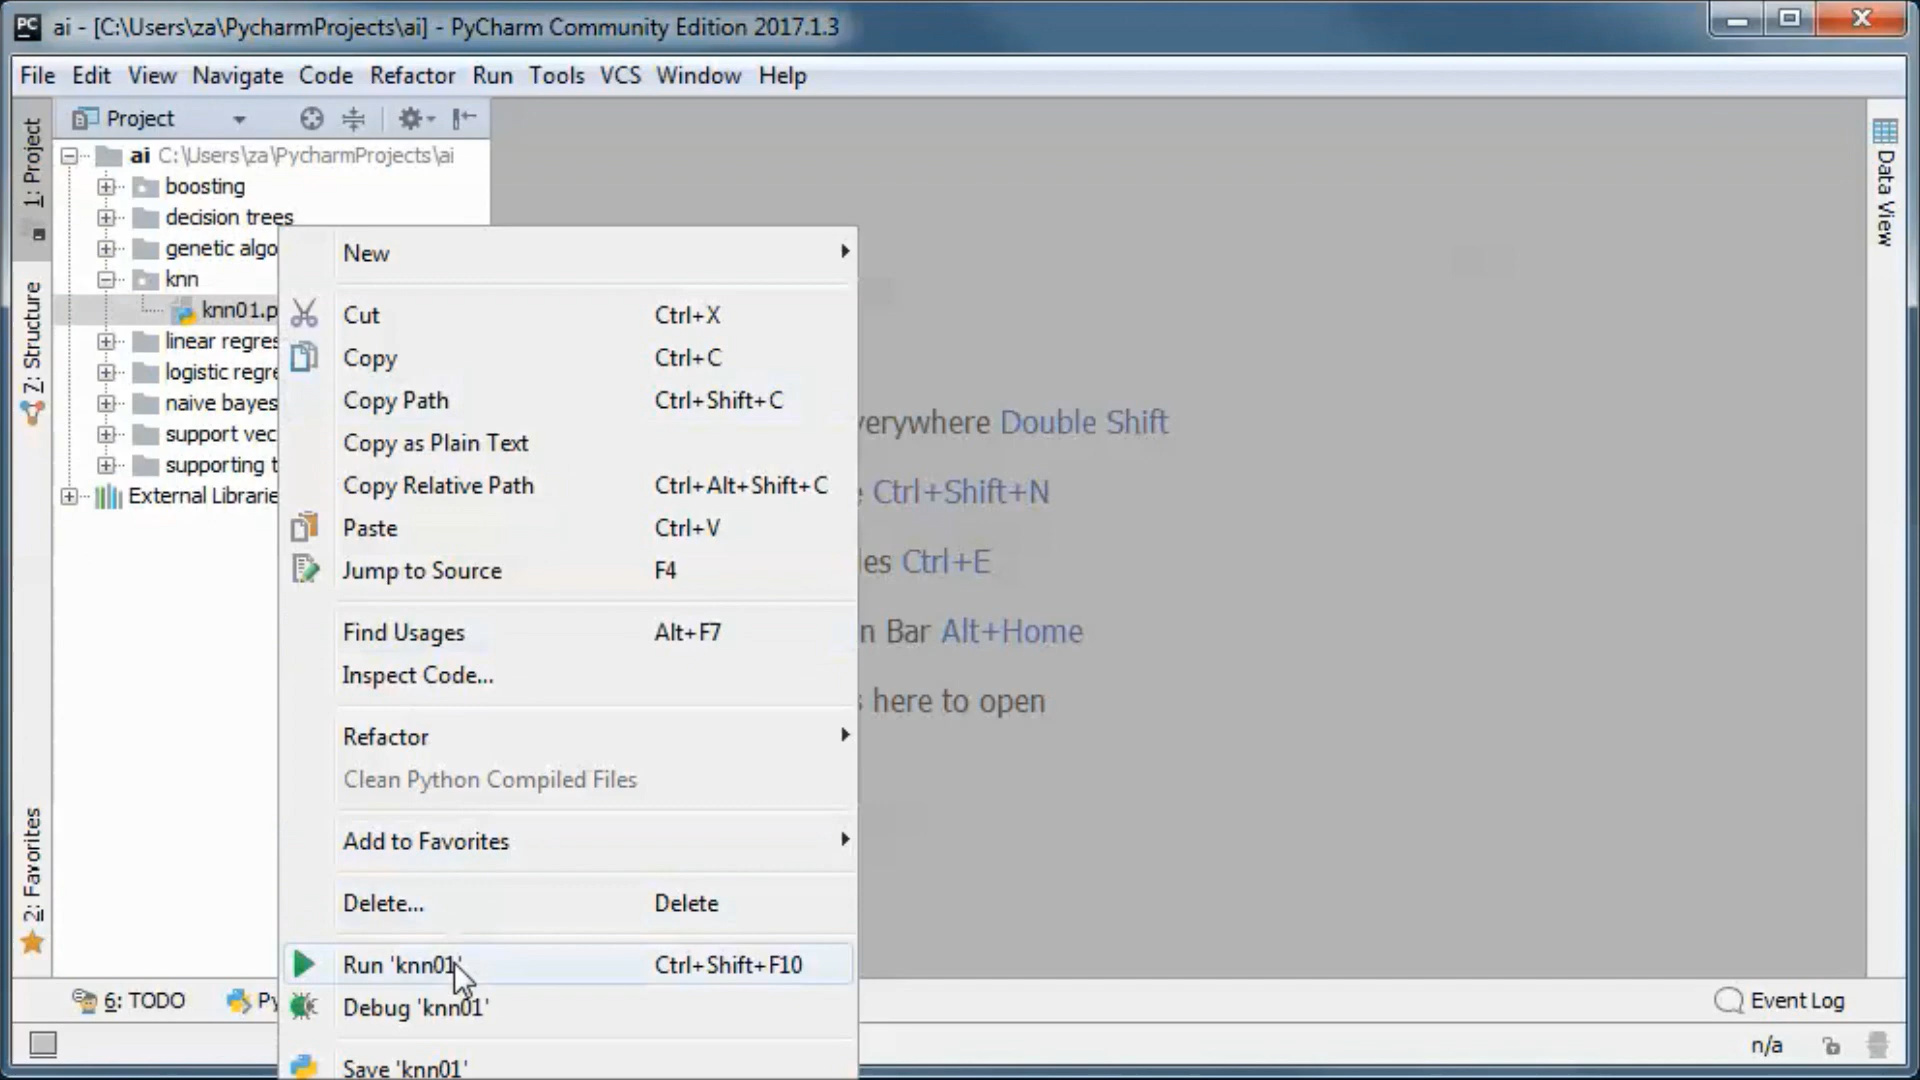 PC ai - [C:\Users\za\PycharmProjects\ai] - PyCharm Community Edition 2017.1.3
File Edit View Navigate Code Refactor Run Tools VCS Window Help
Project
1: Project
7: Structure
2: Favorites
ai C:\Users\za\PycharmProjects\ai
boosting
decision trees
genetic algo
knn
knn01.p
linear regres
logistic regre
naive bayes
support vec
supporting t
External Librarie
New
Cut Ctrl+X
Copy Ctrl+C
Copy Path Ctrl+Shift+C
Copy as Plain Text
Copy Relative Path Ctrl+Alt+Shift+C
Paste Ctrl+V
Jump to Source F4
Find Usages Alt+F7
Inspect Code...
Refactor
Clean Python Compiled Files
Add to Favorites
Delete... Delete
Run 'knn01' Ctrl+Shift+F10
Debug 'knn01'
Save 'knn01'
verywhere Double Shift
e Ctrl+Shift+N
les Ctrl+E
n Bar Alt+Home
s here to open
Data View
6: TODO
Py
Event Log
n/a